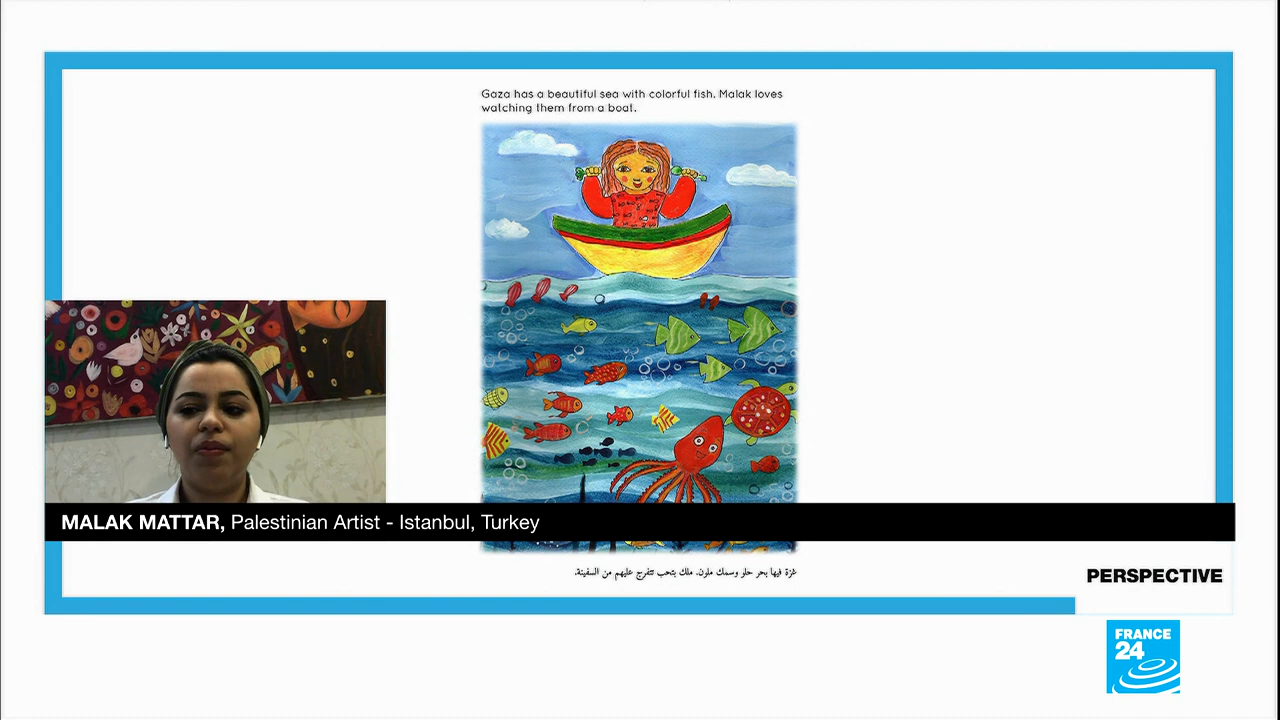 Gaza has a beautiful sea with colorful fish. Malak loves
watching them from a boat.
MALAK MATTAR, Palestinian Artist - Istanbul, Turkey
غزة فيها بحر حلو وسمك ملون. ملك بتحب تتفرج عليهم من السفينة.
PERSPECTIVE
FRANCE
24